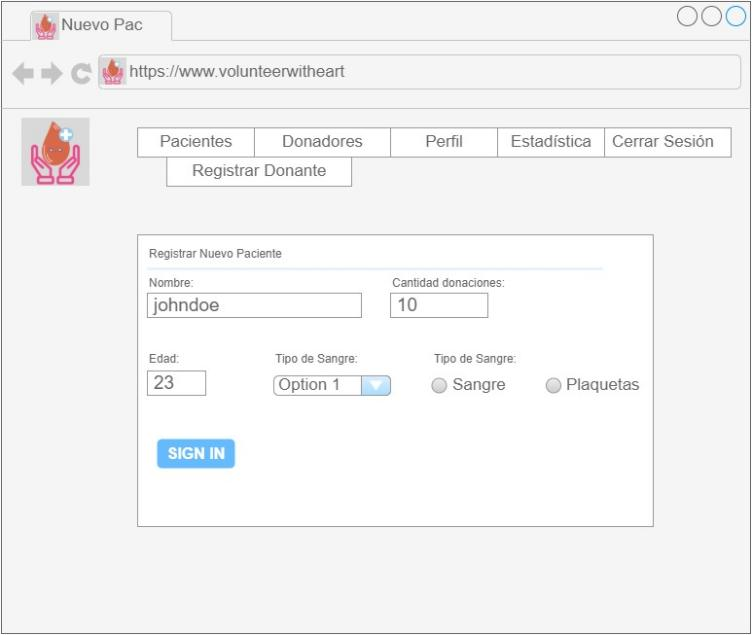 Nuevo Pac
https://www.volunteerwitheart
Pacientes Donadores Perfil Estadística Cerrar Sesión
Registrar Donante
Registrar Nuevo Paciente
Nombre: Cantidad donaciones:
johndoe 10
Edad: Tipo de Sangre: Tipo de Sangre:
23 Option 1 Sangre Plaquetas
SIGN IN